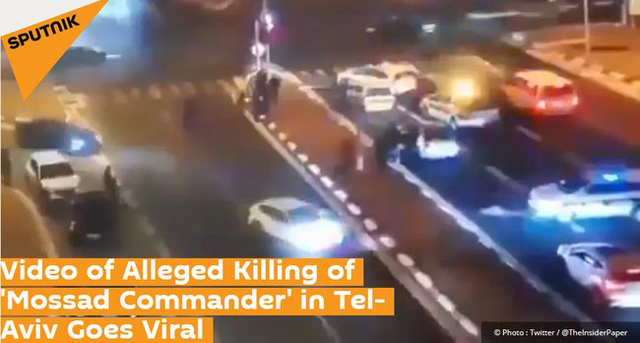 SPUTNIK
Video of Alleged Killing of
'Mossad Commander' in Tel-
Aviv Goes Viral
© Photo : Twitter / @TheInsiderPaper